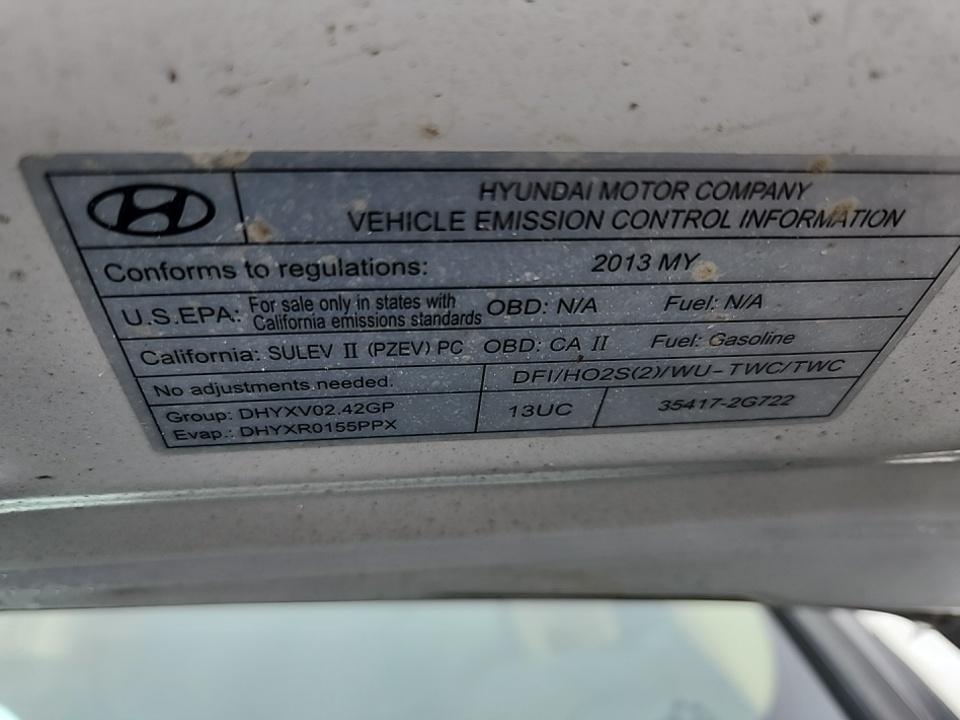 HYUNDAI MOTOR COMPANY
VEHICLE EMISSION CONTROL INFORMATION
Conforms to regulations: 2013 MY
U.S.EPA: For sale only in states with California emissions standards OBD: N/A Fuel: N/A
California: SULEV II (PZEV) PC OBD: CA II Fuel: Gasoline
No adjustments needed. DFI/HO2S(2)/WU-TWC/TWC
Group: DHYXV02.42GP
Evap.: DHYXR0155PPX
13UC 35417-2G722